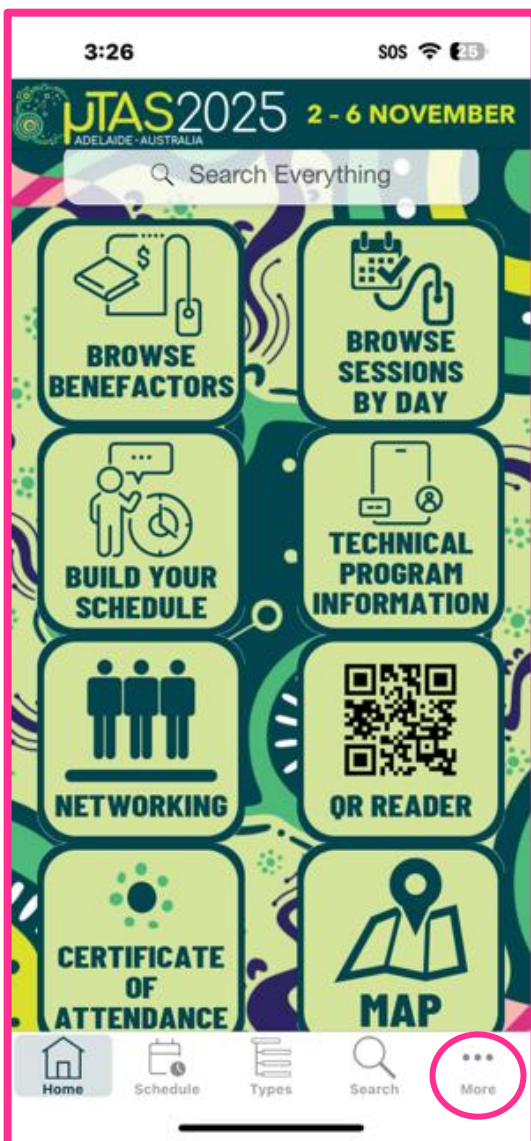 3:26 SOS 25
µTAS2025 2 - 6 NOVEMBER
ADELAIDE - AUSTRALIA
Search Everything
$
BROWSE
BENEFACTORS
BROWSE
SESSIONS
BY DAY
BUILD YOUR
SCHEDULE
TECHNICAL
PROGRAM
INFORMATION
NETWORKING
QR READER
CERTIFICATE
OF
ATTENDANCE
MAP
Home Schedule Types Search More